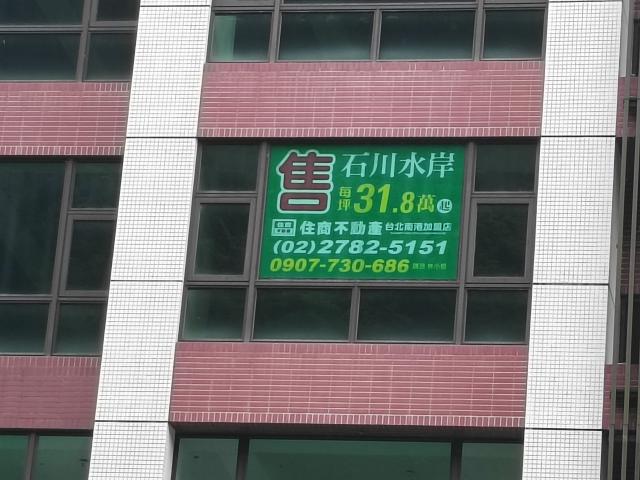 售 石川水岸
每坪31.8萬起
住商不動產 台北南港加盟店
(02)2782-5151
0907-730-686